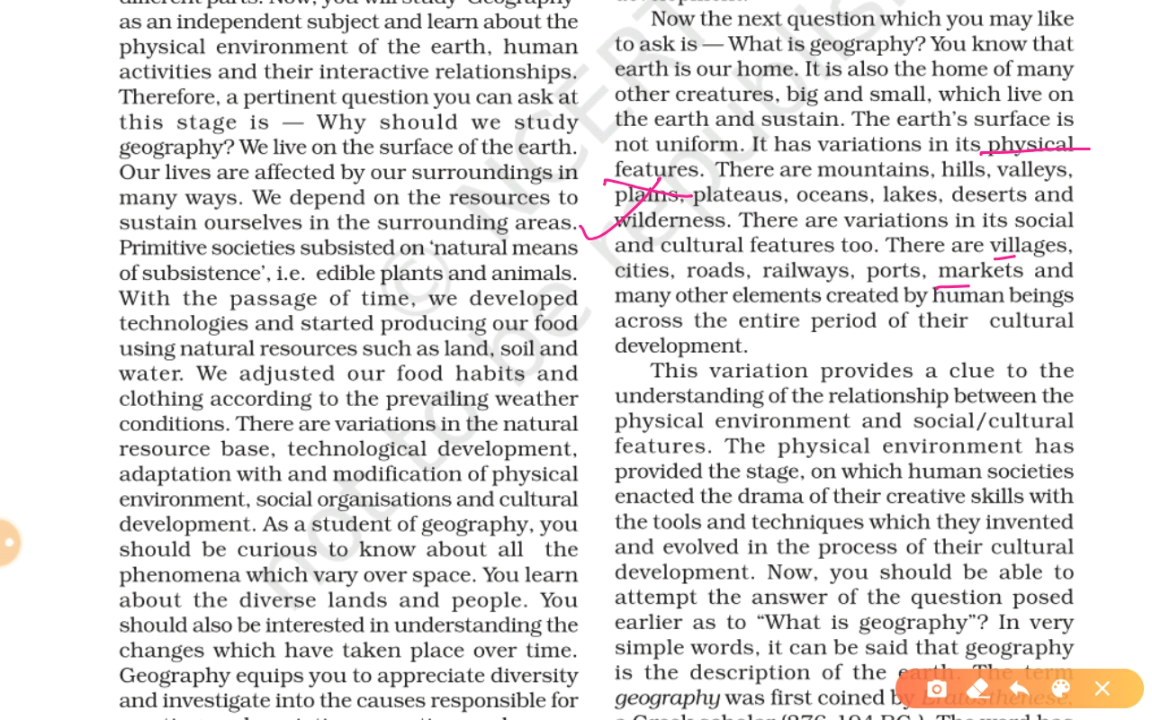 as an independent subject and learn about the
physical environment of the earth, human
activities and their interactive relationships.
Therefore, a pertinent question you can ask at
this stage is — Why should we study
geography? We live on the surface of the earth.
Our lives are affected by our surroundings in
many ways. We depend on the resources to
sustain ourselves in the surrounding areas.
Primitive societies subsisted on ‘natural means
of subsistence’, i.e. edible plants and animals.
With the passage of time, we developed
technologies and started producing our food
using natural resources such as land, soil and
water. We adjusted our food habits and
clothing according to the prevailing weather
conditions. There are variations in the natural
resource base, technological development,
adaptation with and modification of physical
environment, social organisations and cultural
development. As a student of geography, you
should be curious to know about all the
phenomena which vary over space. You learn
about the diverse lands and people. You
should also be interested in understanding the
changes which have taken place over time.
Geography equips you to appreciate diversity
and investigate into the causes responsible for
Now the next question which you may like
to ask is — What is geography? You know that
earth is our home. It is also the home of many
other creatures, big and small, which live on
the earth and sustain. The earth’s surface is
not uniform. It has variations in its physical
features. There are mountains, hills, valleys,
plains, plateaus, oceans, lakes, deserts and
wilderness. There are variations in its social
and cultural features too. There are villages,
cities, roads, railways, ports, markets and
many other elements created by human beings
across the entire period of their cultural
development.
This variation provides a clue to the
understanding of the relationship between the
physical environment and social/cultural
features. The physical environment has
provided the stage, on which human societies
enacted the drama of their creative skills with
the tools and techniques which they invented
and evolved in the process of their cultural
development. Now, you should be able to
attempt the answer of the question posed
earlier as to “What is geography”? In very
simple words, it can be said that geography
is the description of the earth. The term
geography was first coined by Eratosthenese,
© NCERT
not to be republis